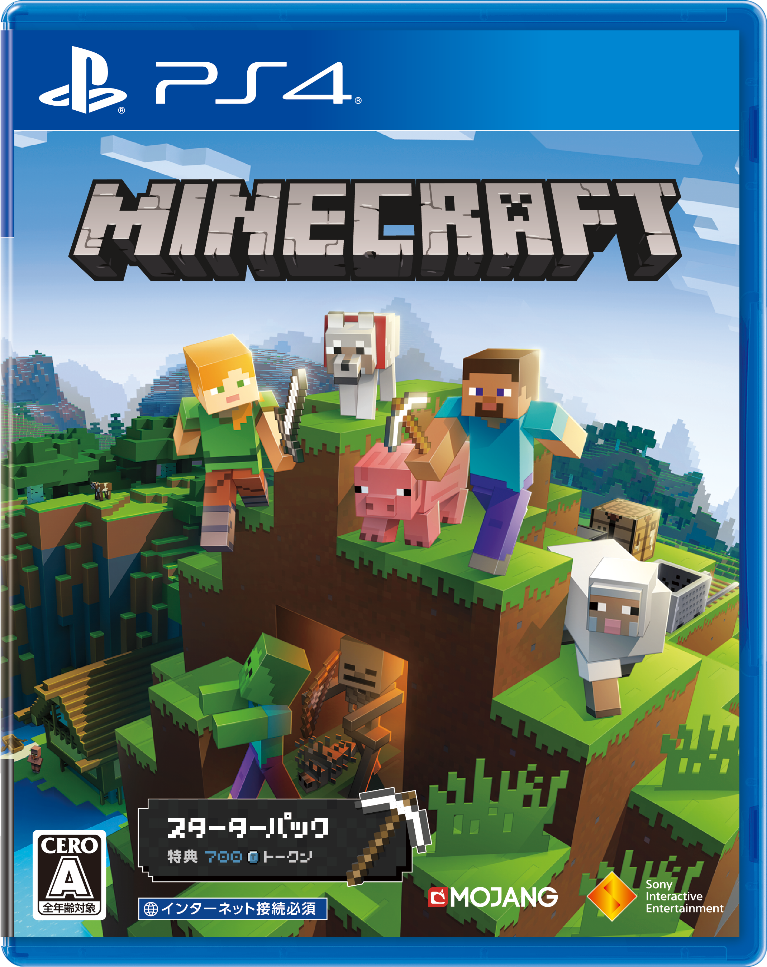 PS4
MINECRAFT
スターターパック
特典 700 トークン
CERO
A
全年齢対象
インターネット接続必須
MOJANG
Sony
Interactive
Entertainment